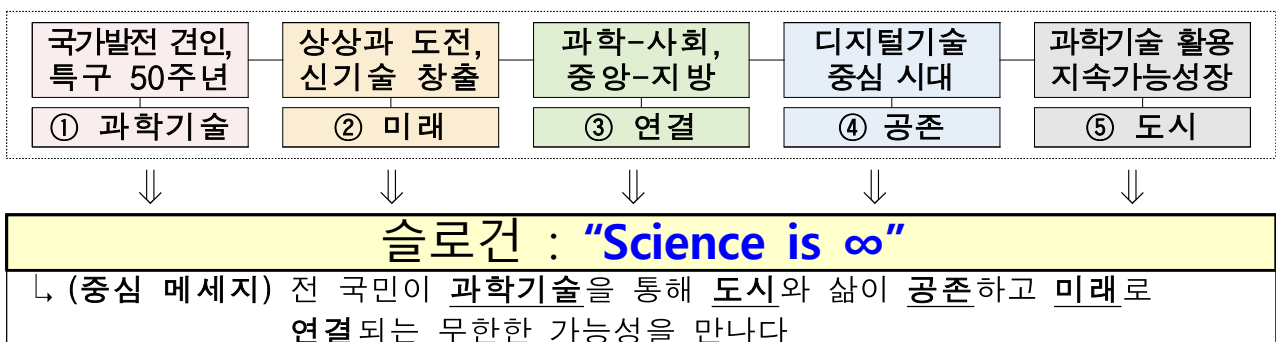 국가발전 견인,
특구 50주년
① 과학기술
상상과 도전,
신기술 창출
② 미래
과학-사회,
중앙-지방
③ 연결
디지털기술
중심 시대
④ 공존
과학기술 활용
지속가능성장
⑤ 도시
⇓ ⇓ ⇓ ⇓ ⇓
슬로건 : “Science is ∞”
↳ (중심 메세지) 전 국민이 과학기술을 통해 도시와 삶이 공존하고 미래로
연결되는 무한한 가능성을 만나다